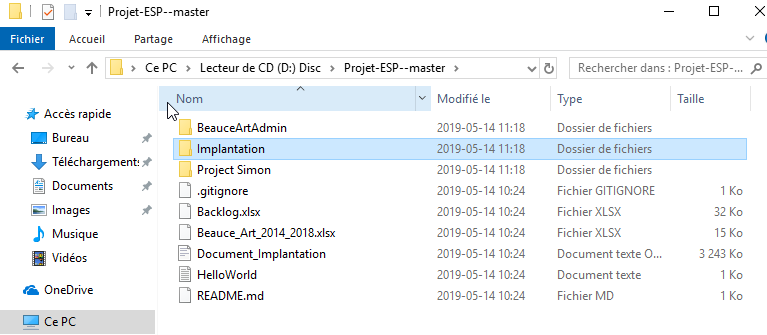 Projet-ESP--master
Fichier Accueil Partage Affichage
Ce PC Lecteur de CD (D:) Disc Projet-ESP--master Rechercher dans : Projet-ESP-...
Nom Modifié le Type Taille
Accès rapide
Bureau
Téléchargements
Documents
Images
Musique
Vidéos
OneDrive
Ce PC
BeauceArtAdmin 2019-05-14 11:18 Dossier de fichiers
Implantation 2019-05-14 11:18 Dossier de fichiers
Project Simon 2019-05-14 11:18 Dossier de fichiers
.gitignore 2019-05-14 10:24 Fichier GITIGNORE 1 Ko
Backlog.xlsx 2019-05-14 10:24 Fichier XLSX 32 Ko
Beauce_Art_2014_2018.xlsx 2019-05-14 10:24 Fichier XLSX 15 Ko
Document_Implantation 2019-05-14 10:24 Document texte O... 3 243 Ko
HelloWorld 2019-05-14 10:24 Document texte 1 Ko
README.md 2019-05-14 10:24 Fichier MD 1 Ko